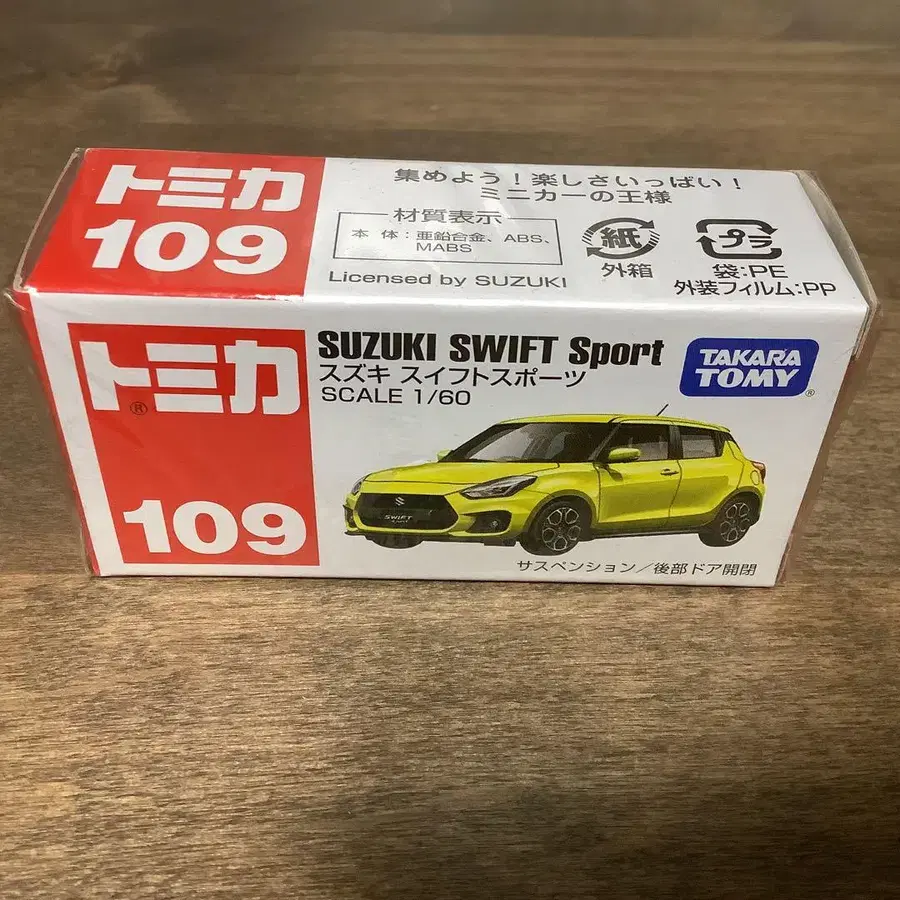 トミカ
109
集めよう！楽しさいっぱい！
ミニカーの王様
材質表示
本 体：亜鉛合金、ABS、
MABS
Licensed by SUZUKI
紙
外箱
プラ
袋:PE
外装フィルム:PP
トミカ
®
109
SUZUKI SWIFT Sport
スズキ スイフトスポーツ
SCALE 1/60
TAKARA
TOMY
®
SWIFT
サスペンション／後部ドア開閉